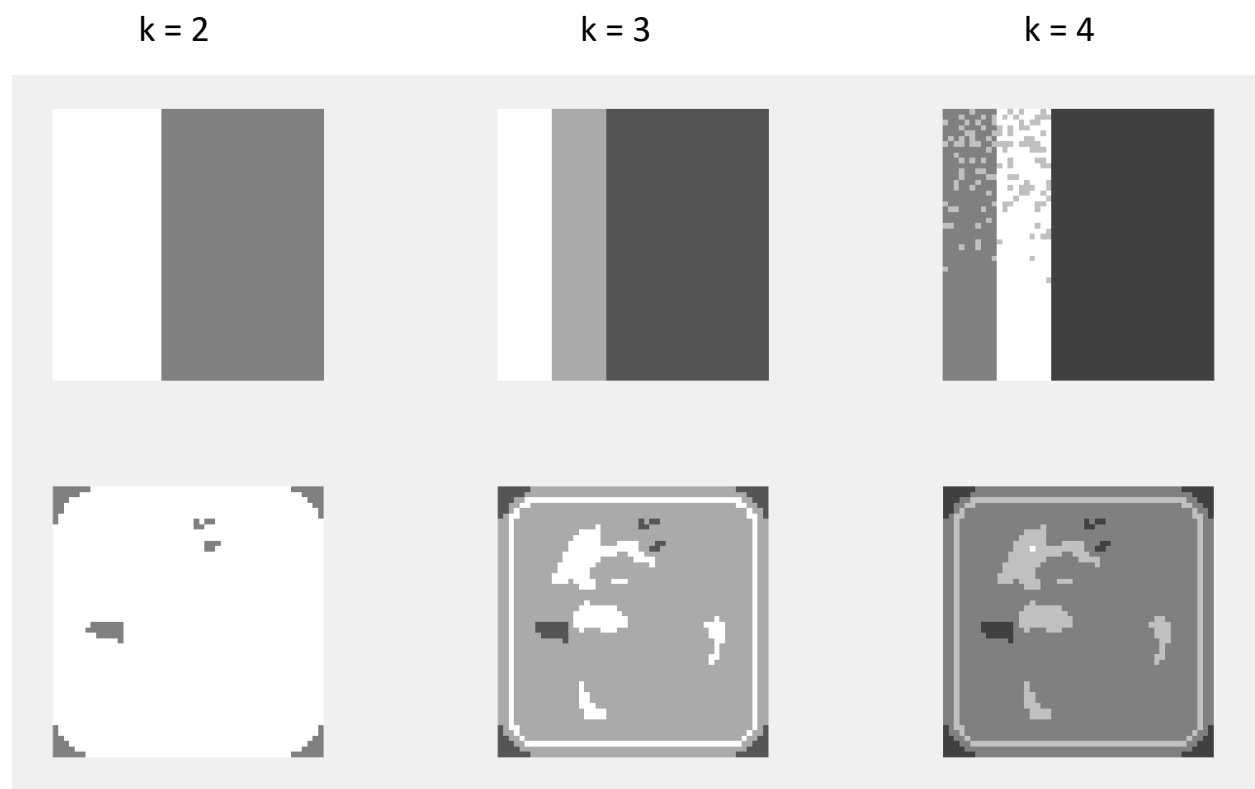 k = 2 k = 3 k = 4